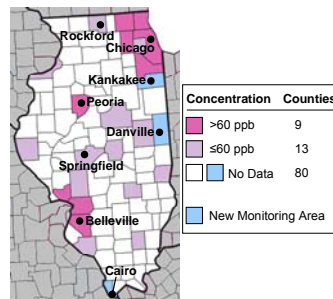 Rockford
Chicago
Kankakee
Peoria
Danville
Springfield
Belleville
Cairo
Concentration Counties
>60 ppb 9
≤60 ppb 13
No Data 80
New Monitoring Area